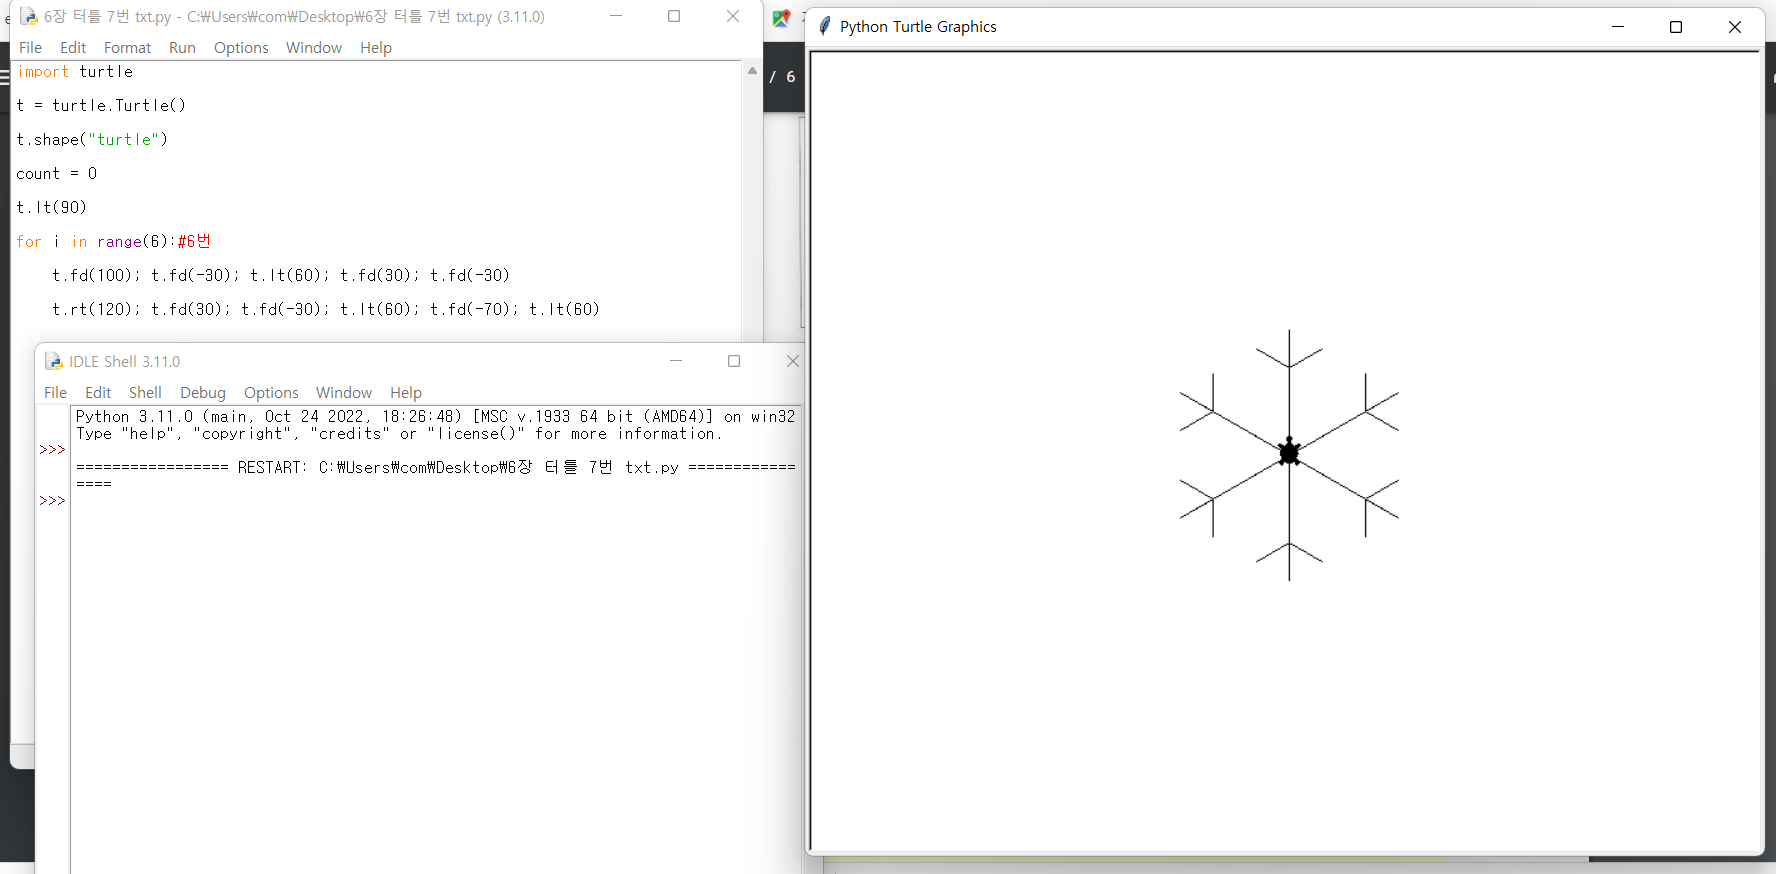 6장 터틀 7번 txt.py - C:₩Users₩com₩Desktop₩6장 터틀 7번 txt.py (3.11.0)
File Edit Format Run Options Window Help
import turtle
t = turtle.Turtle()
t.shape("turtle")
count = 0
t.lt(90)
for i in range(6):#6번
t.fd(100); t.fd(-30); t.lt(60); t.fd(30); t.fd(-30)
t.rt(120); t.fd(30); t.fd(-30); t.lt(60); t.fd(-70); t.lt(60)
IDLE Shell 3.11.0
File Edit Shell Debug Options Window Help
Python 3.11.0 (main, Oct 24 2022, 18:26:48) [MSC v.1933 64 bit (AMD64)] on win32
Type "help", "copyright", "credits" or "license()" for more information.
>>>
================= RESTART: C:₩Users₩com₩Desktop₩6장 터틀 7번 txt.py ============
====
>>>
/ 6
Python Turtle Graphics